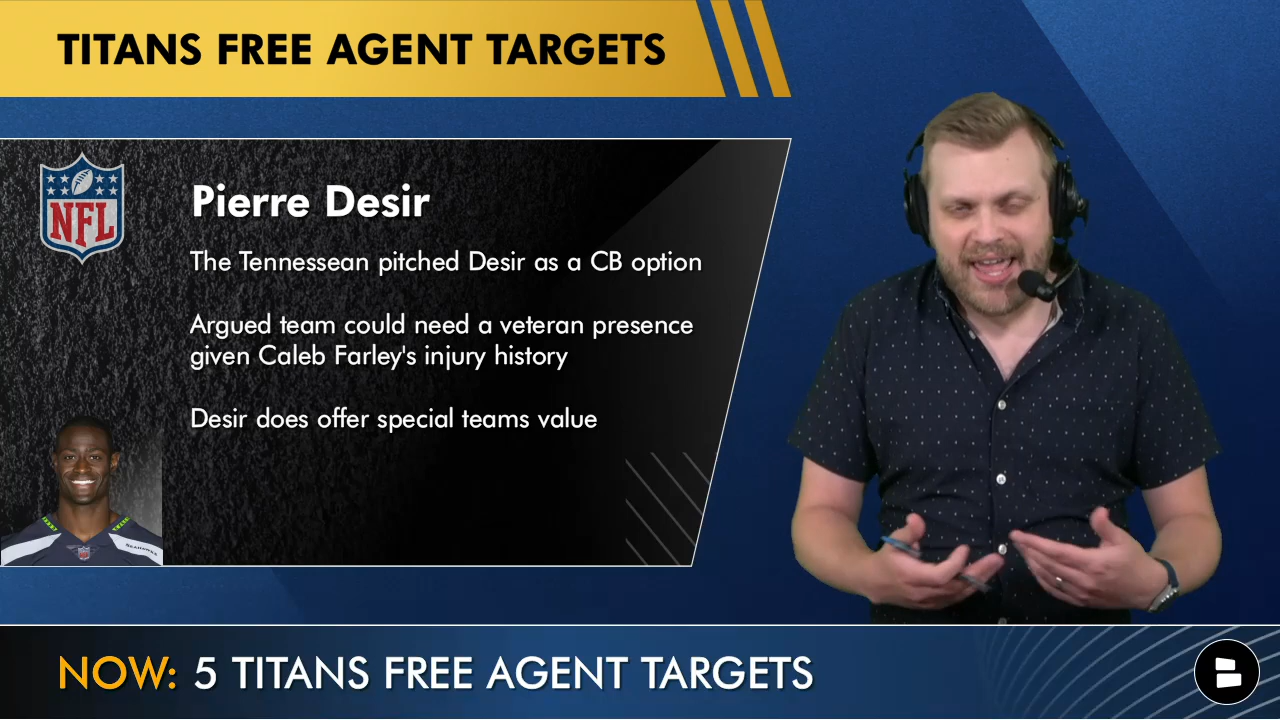 TITANS FREE AGENT TARGETS
NFL
Pierre Desir
The Tennessean pitched Desir as a CB option
Argued team could need a veteran presence
given Caleb Farley's injury history
Desir does offer special teams value
SEAHAWKS
NOW: 5 TITANS FREE AGENT TARGETS